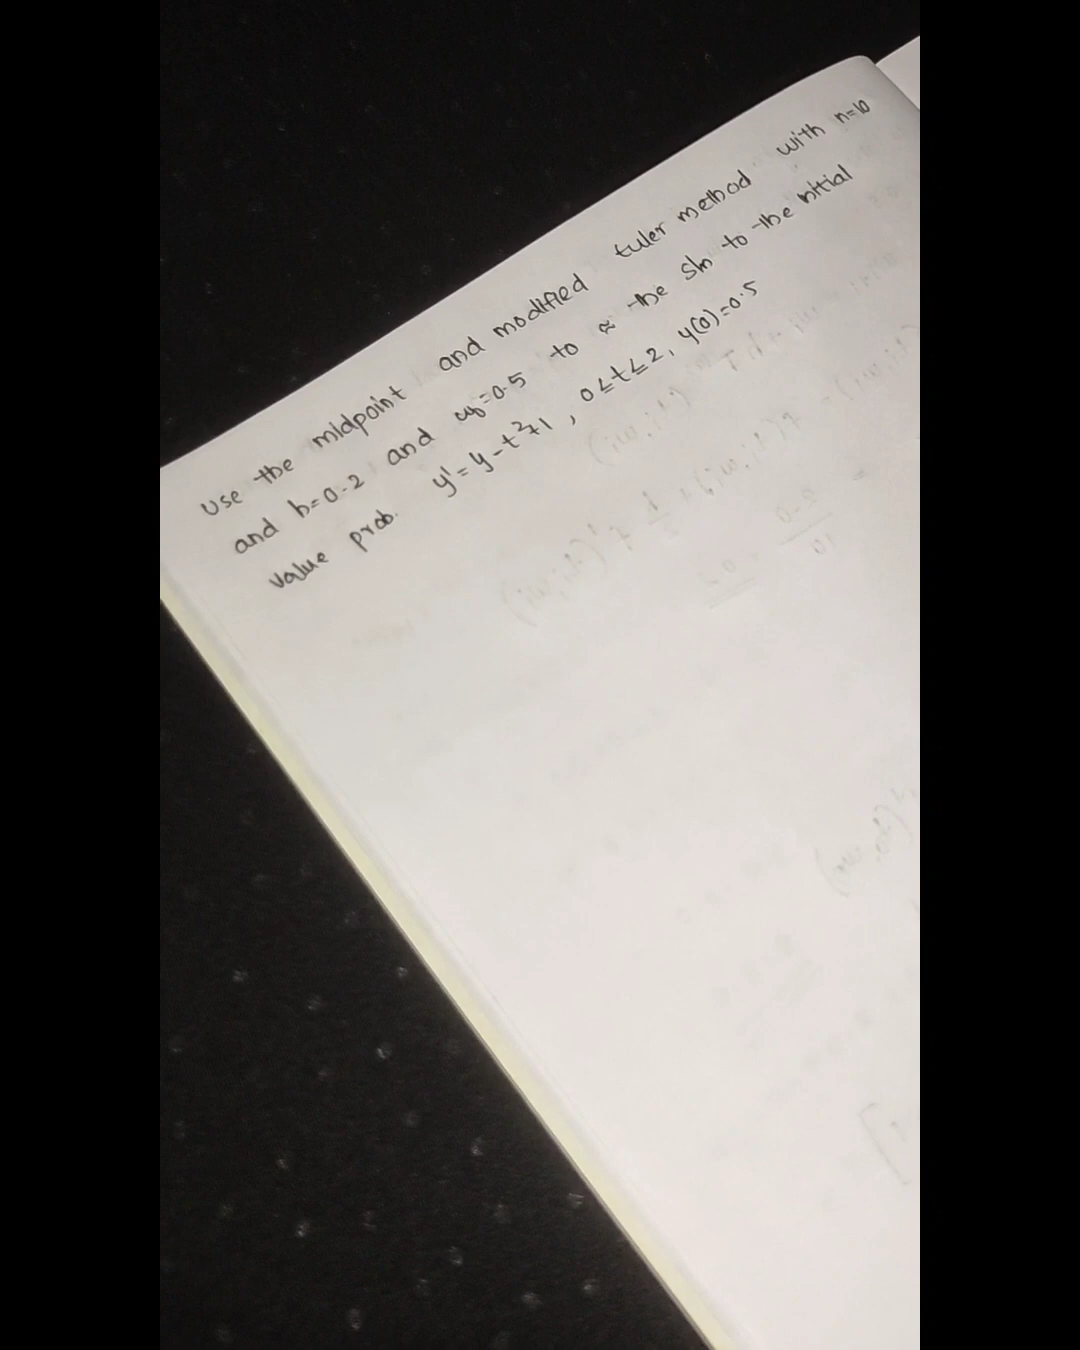 Use the midpoint and modified Euler method with n=10
and h=0.2 and w₀=0.5 to ≈ the sln to the initial
value prob. y'=y-t²+1, 0≤t≤2, y(0)=0.5